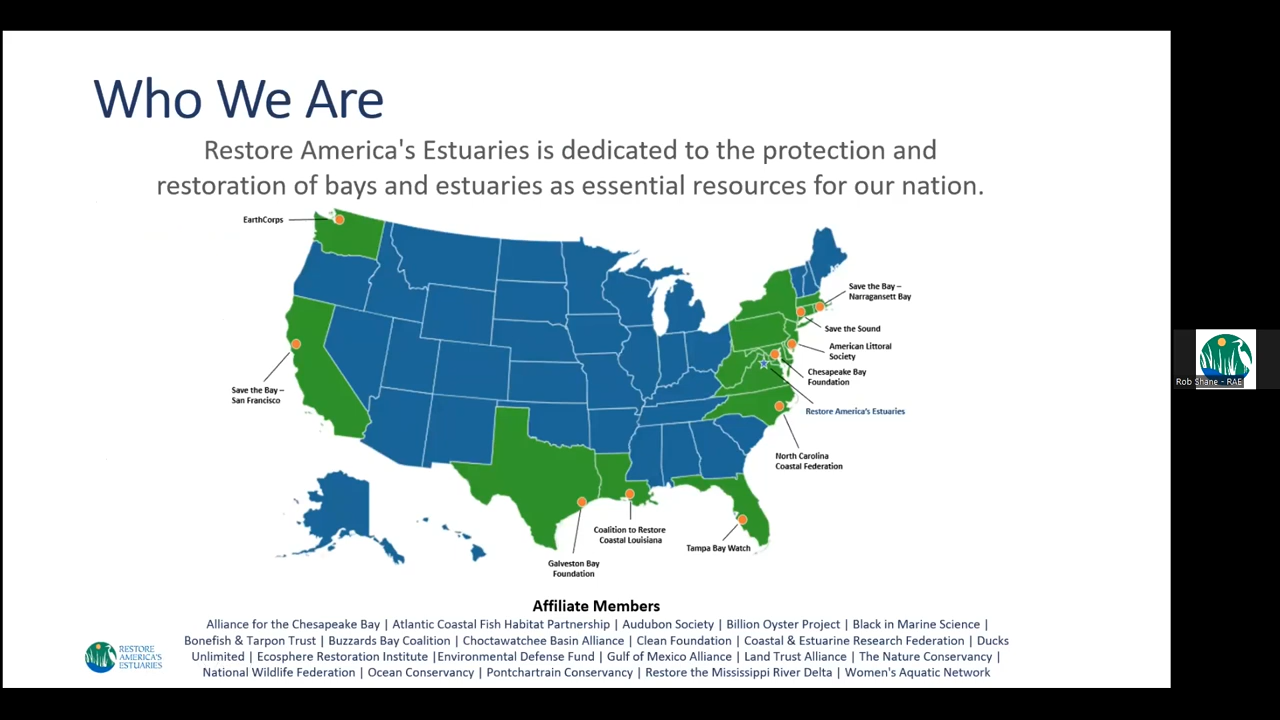 Who We Are
Restore America's Estuaries is dedicated to the protection and
restoration of bays and estuaries as essential resources for our nation.
EarthCorps
Save the Bay –
San Francisco
Save the Bay –
Narragansett Bay
Save the Sound
American Littoral
Society
Chesapeake Bay
Foundation
Restore America's Estuaries
North Carolina
Coastal Federation
Tampa Bay Watch
Coalition to Restore
Coastal Louisiana
Galveston Bay
Foundation
Affiliate Members
Alliance for the Chesapeake Bay | Atlantic Coastal Fish Habitat Partnership | Audubon Society | Billion Oyster Project | Black in Marine Science |
Bonefish & Tarpon Trust | Buzzards Bay Coalition | Choctawatchee Basin Alliance | Clean Foundation | Coastal & Estuarine Research Federation | Ducks
Unlimited | Ecosphere Restoration Institute |Environmental Defense Fund | Gulf of Mexico Alliance | Land Trust Alliance | The Nature Conservancy |
National Wildlife Federation | Ocean Conservancy | Pontchartrain Conservancy | Restore the Mississippi River Delta | Women's Aquatic Network
RESTORE
AMERICA'S
ESTUARIES
Rob Shane - RAE